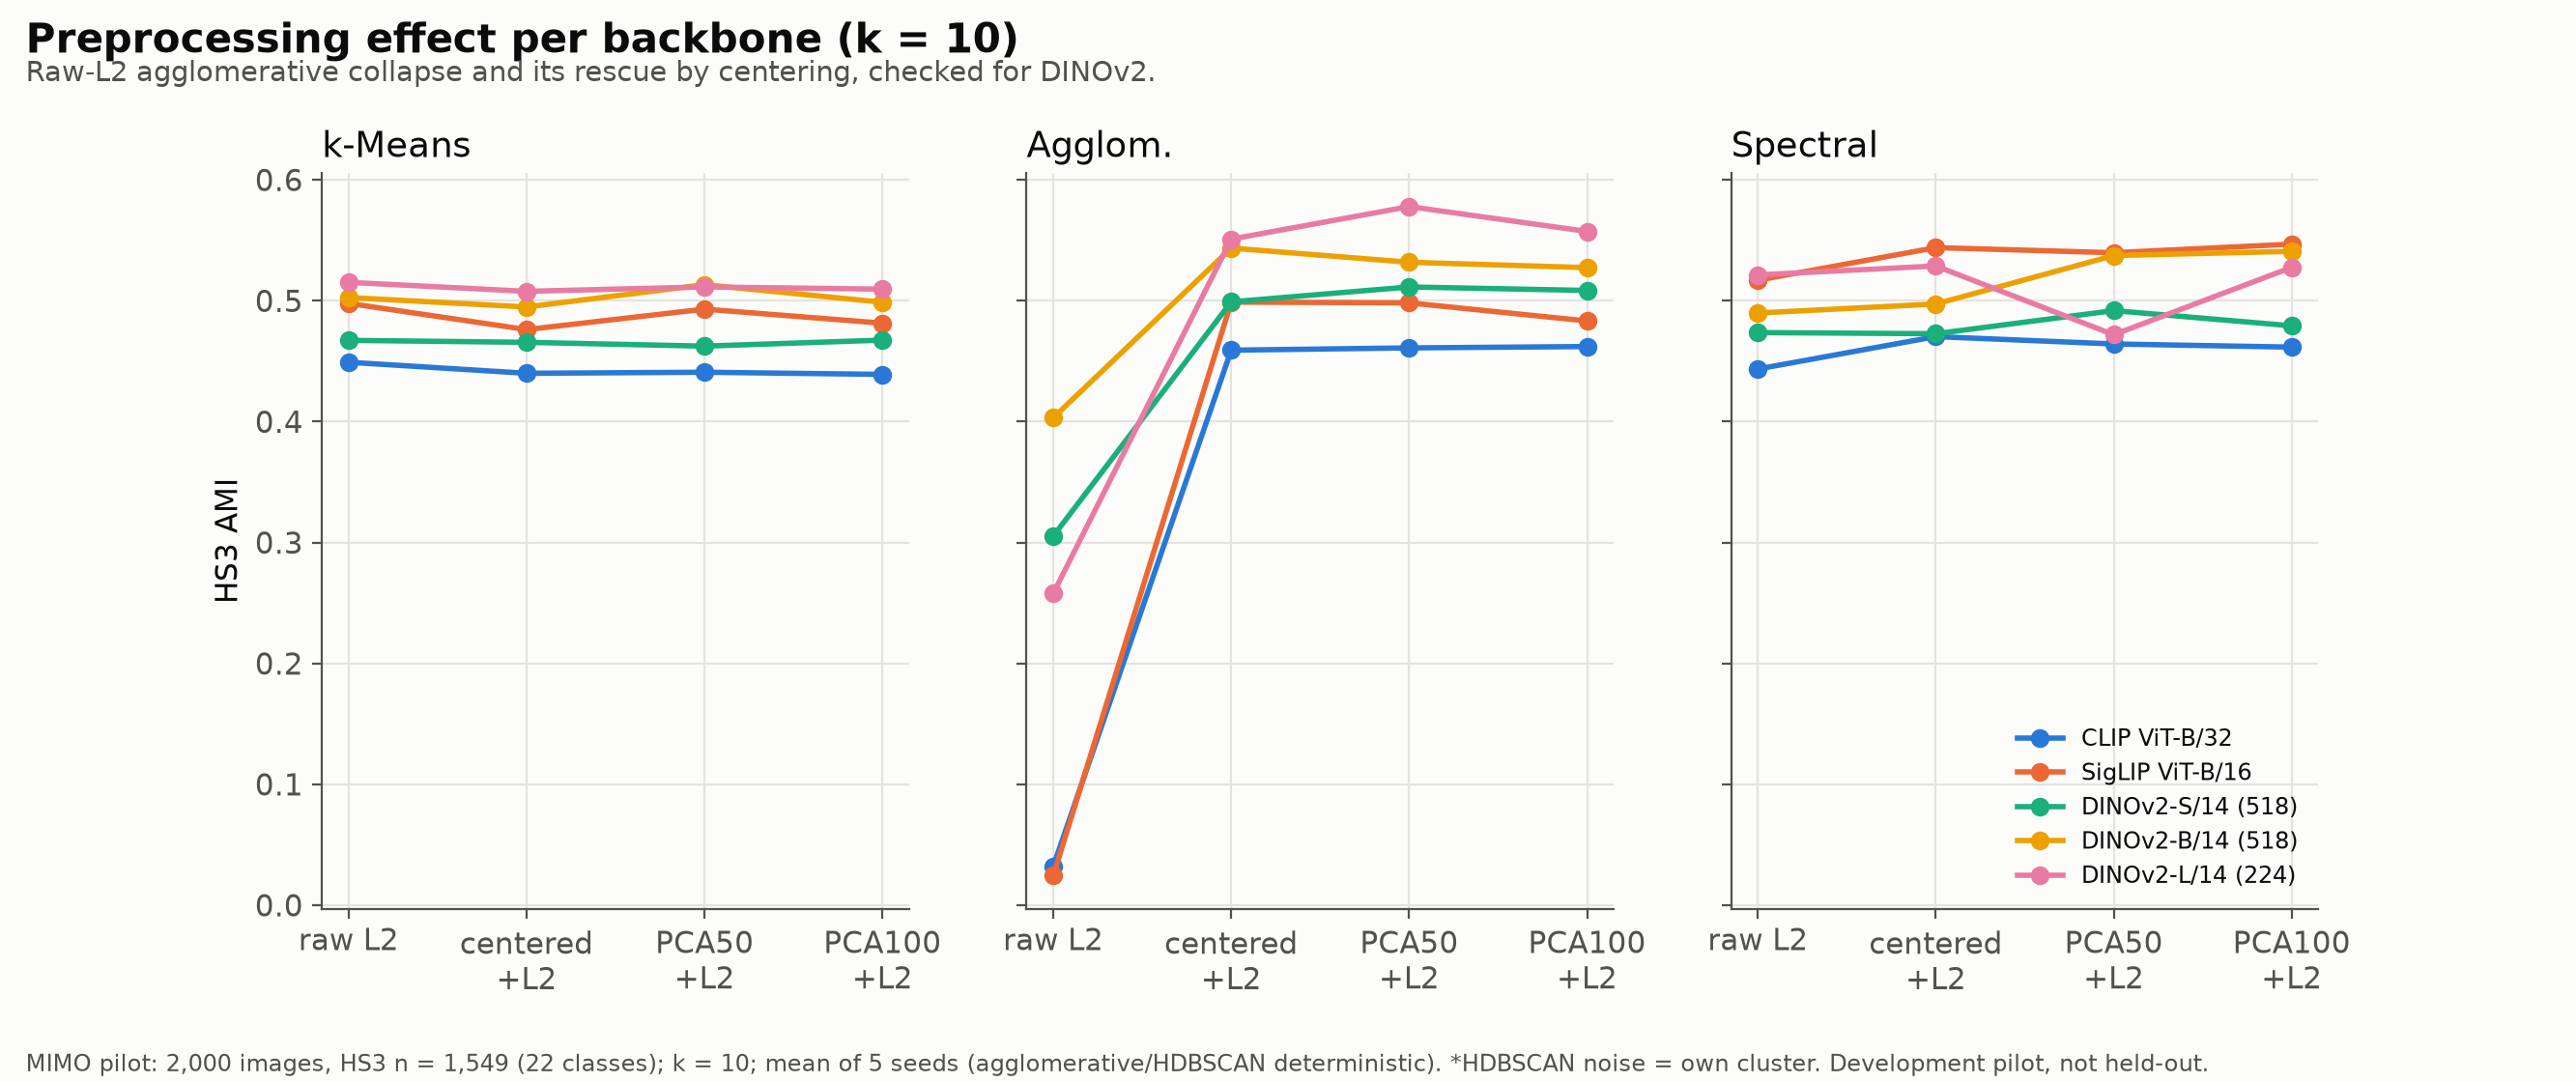 Preprocessing effect per backbone (k = 10)
Raw-L2 agglomerative collapse and its rescue by centering, checked for DINOv2.
k-Means
Agglom.
Spectral
HS3 AMI
0.6
0.5
0.4
0.3
0.2
0.1
0.0
raw L2
centered
+L2
PCA50
+L2
PCA100
+L2
raw L2
centered
+L2
PCA50
+L2
PCA100
+L2
raw L2
centered
+L2
PCA50
+L2
PCA100
+L2
CLIP ViT-B/32
SigLIP ViT-B/16
DINOv2-S/14 (518)
DINOv2-B/14 (518)
DINOv2-L/14 (224)
MIMO pilot: 2,000 images, HS3 n = 1,549 (22 classes); k = 10; mean of 5 seeds (agglomerative/HDBSCAN deterministic). *HDBSCAN noise = own cluster. Development pilot, not held-out.